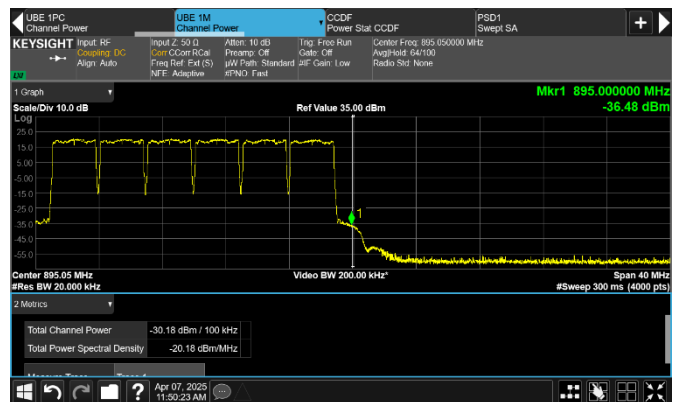 UBE 1PC
Channel Power
UBE 1M
Channel Power
CCDF
Power Stat CCDF
PSD1
Swept SA
KEYSIGHT
Input: RF
Coupling: DC
Align: Auto
Input Z: 50 Ω
Corr CCorr RCal
Freq Ref: Ext (S)
NFE: Adaptive
Atten: 10 dB
Preamp: Off
µW Path: Standard
#PNO: Fast
Trig: Free Run
Gate: Off
#IF Gain: Low
Center Freq: 895.050000 MHz
Avg|Hold: 64/100
Radio Std: None
LXI
1 Graph
Mkr1 895.000000 MHz
Scale/Div 10.0 dB
Ref Value 35.00 dBm
-36.48 dBm
Log
25.0
15.0
5.00
-5.00
-15.0
-25.0
-35.0
-45.0
-55.0
1
Center 895.05 MHz
Video BW 200.00 kHz*
Span 40 MHz
#Res BW 20.000 kHz
#Sweep 300 ms (4000 pts)
2 Metrics
Total Channel Power
-30.18 dBm / 100 kHz
Total Power Spectral Density
-20.18 dBm/MHz
Apr 07, 2025
11:50:23 AM